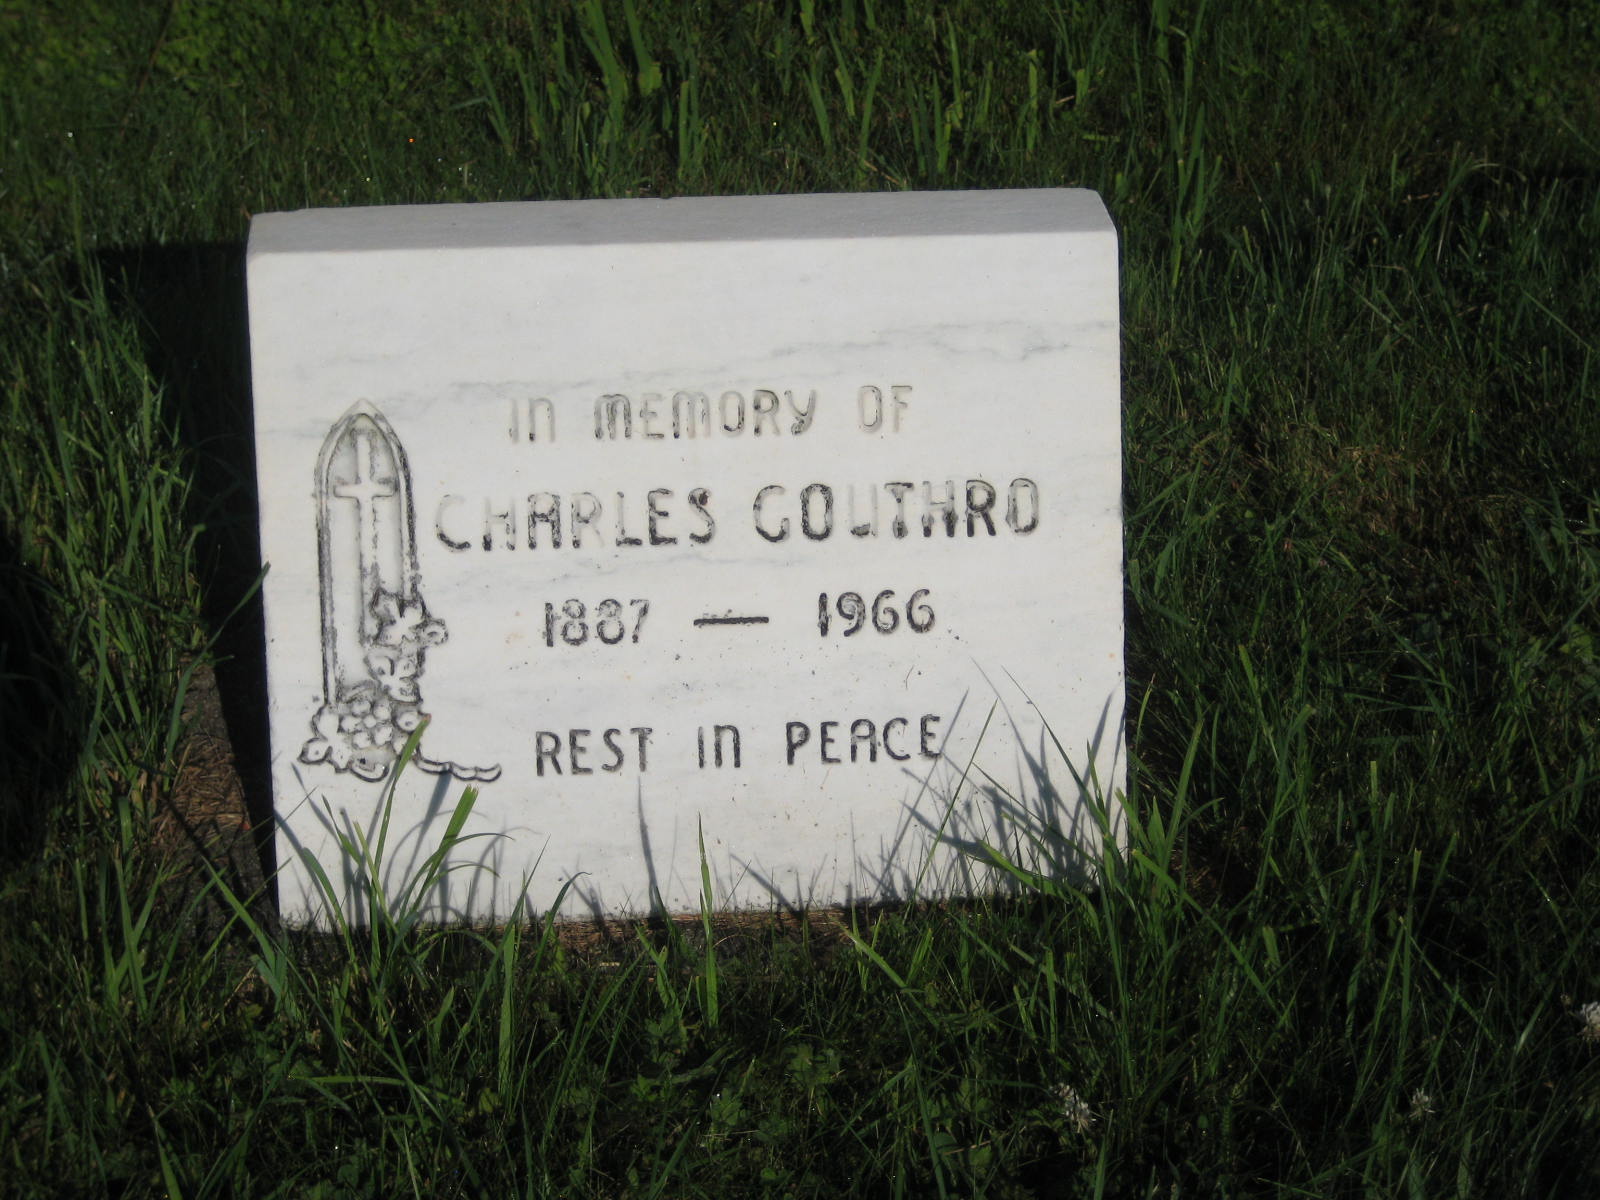 IN MEMORY OF
CHARLES GOUTHRO
1887 — 1966
REST IN PEACE